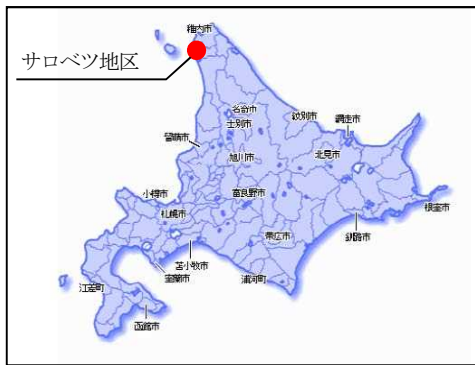 稚内市
サロベツ地区
名寄市
士別市
紋別市
網走市
留萌市
旭川市
北見市
小樽市
富良野市
札幌市
根室市
帯広市
釧路市
苫小牧市
室蘭市
浦河町
江差町
函館市